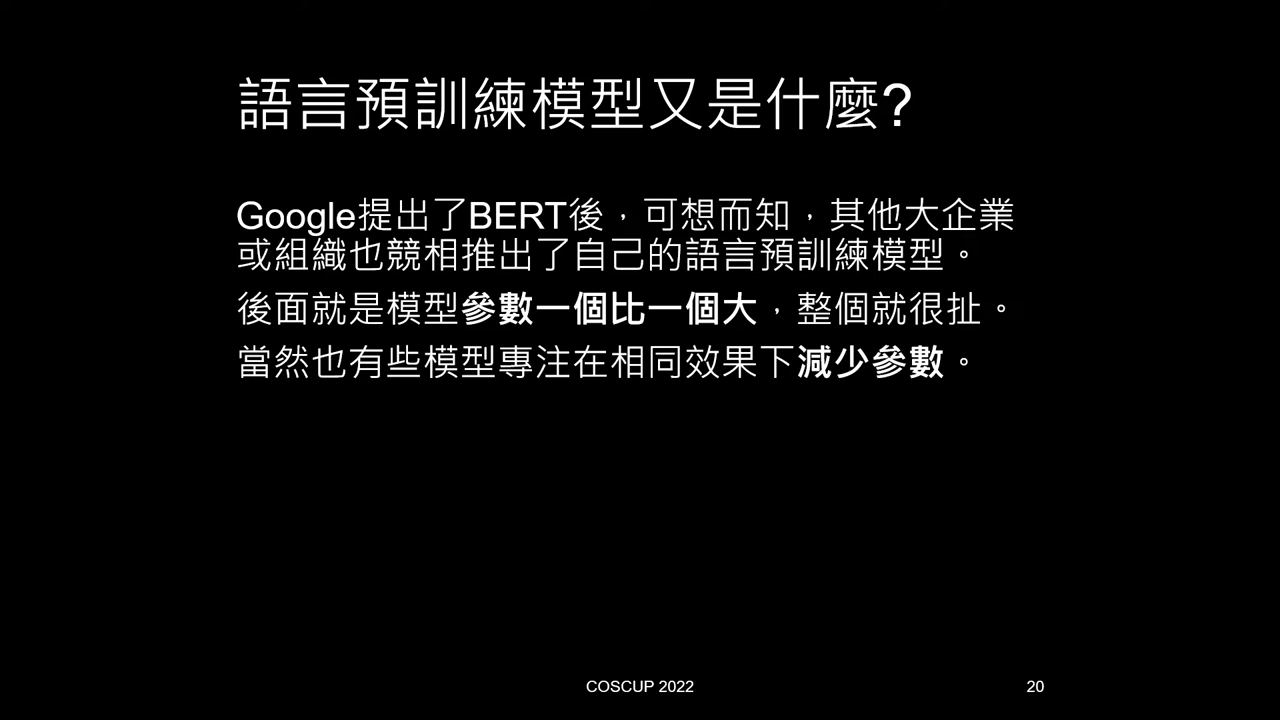 語言預訓練模型又是什麼?
Google提出了BERT後，可想而知，其他大企業
或組織也競相推出了自己的語言預訓練模型。
後面就是模型參數一個比一個大，整個就很扯。
當然也有些模型專注在相同效果下減少參數。
COSCUP 2022
20